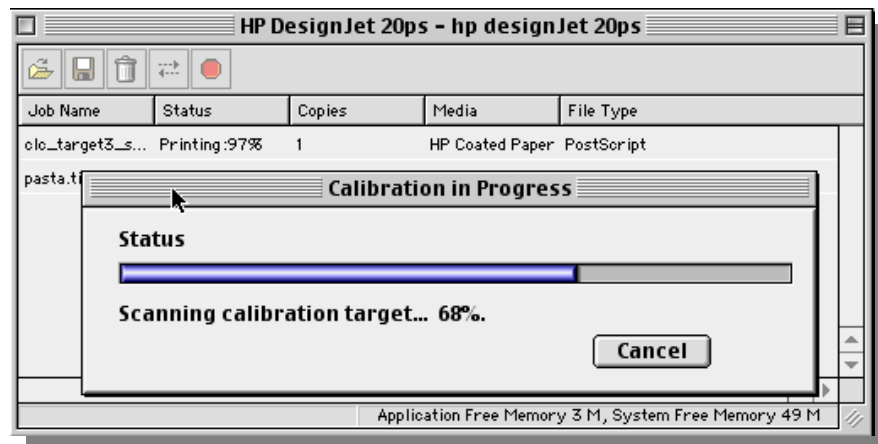 HP DesignJet 20ps - hp designJet 20ps
Job Name Status Copies Media File Type
clc_target3_s... Printing:97% 1 HP Coated Paper PostScript
pasta.ti
Calibration in Progress
Status
Scanning calibration target... 68%.
Cancel
Application Free Memory 3 M, System Free Memory 49 M